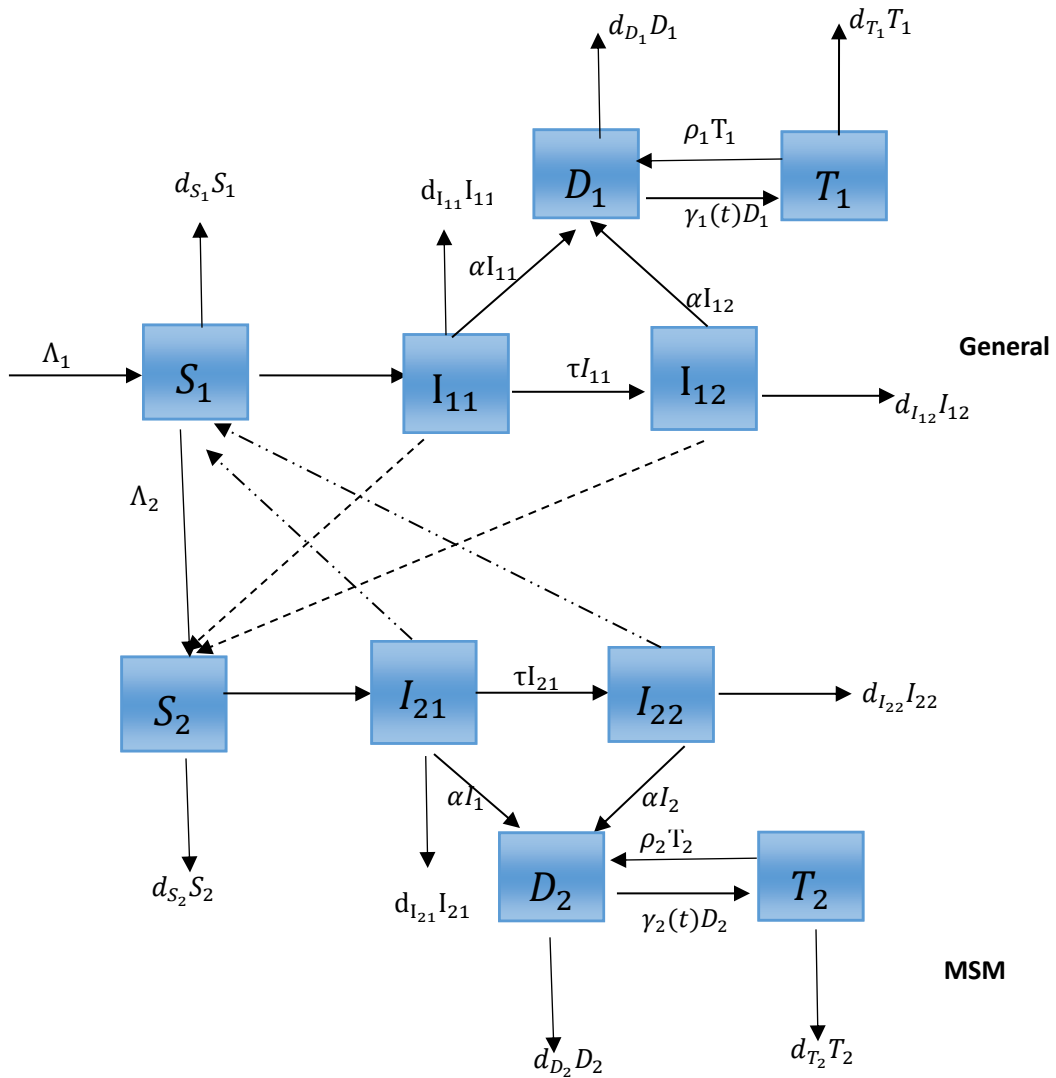 d_{D_1}D_1
d_{T_1}T_1
ρ_1T_1
D_1
T_1
γ_1(t)D_1
d_{S_1}S_1
d_{I_{11}}I_{11}
αI_{11}
αI_{12}
General
Λ_1
S_1
I_{11}
τI_{11}
I_{12}
d_{I_{12}}I_{12}
Λ_2
S_2
I_{21}
τI_{21}
I_{22}
d_{I_{22}}I_{22}
αI_1
αI_2
ρ_2T_2
d_{S_2}S_2
d_{I_{21}}I_{21}
D_2
T_2
γ_2(t)D_2
MSM
d_{D_2}D_2
d_{T_2}T_2